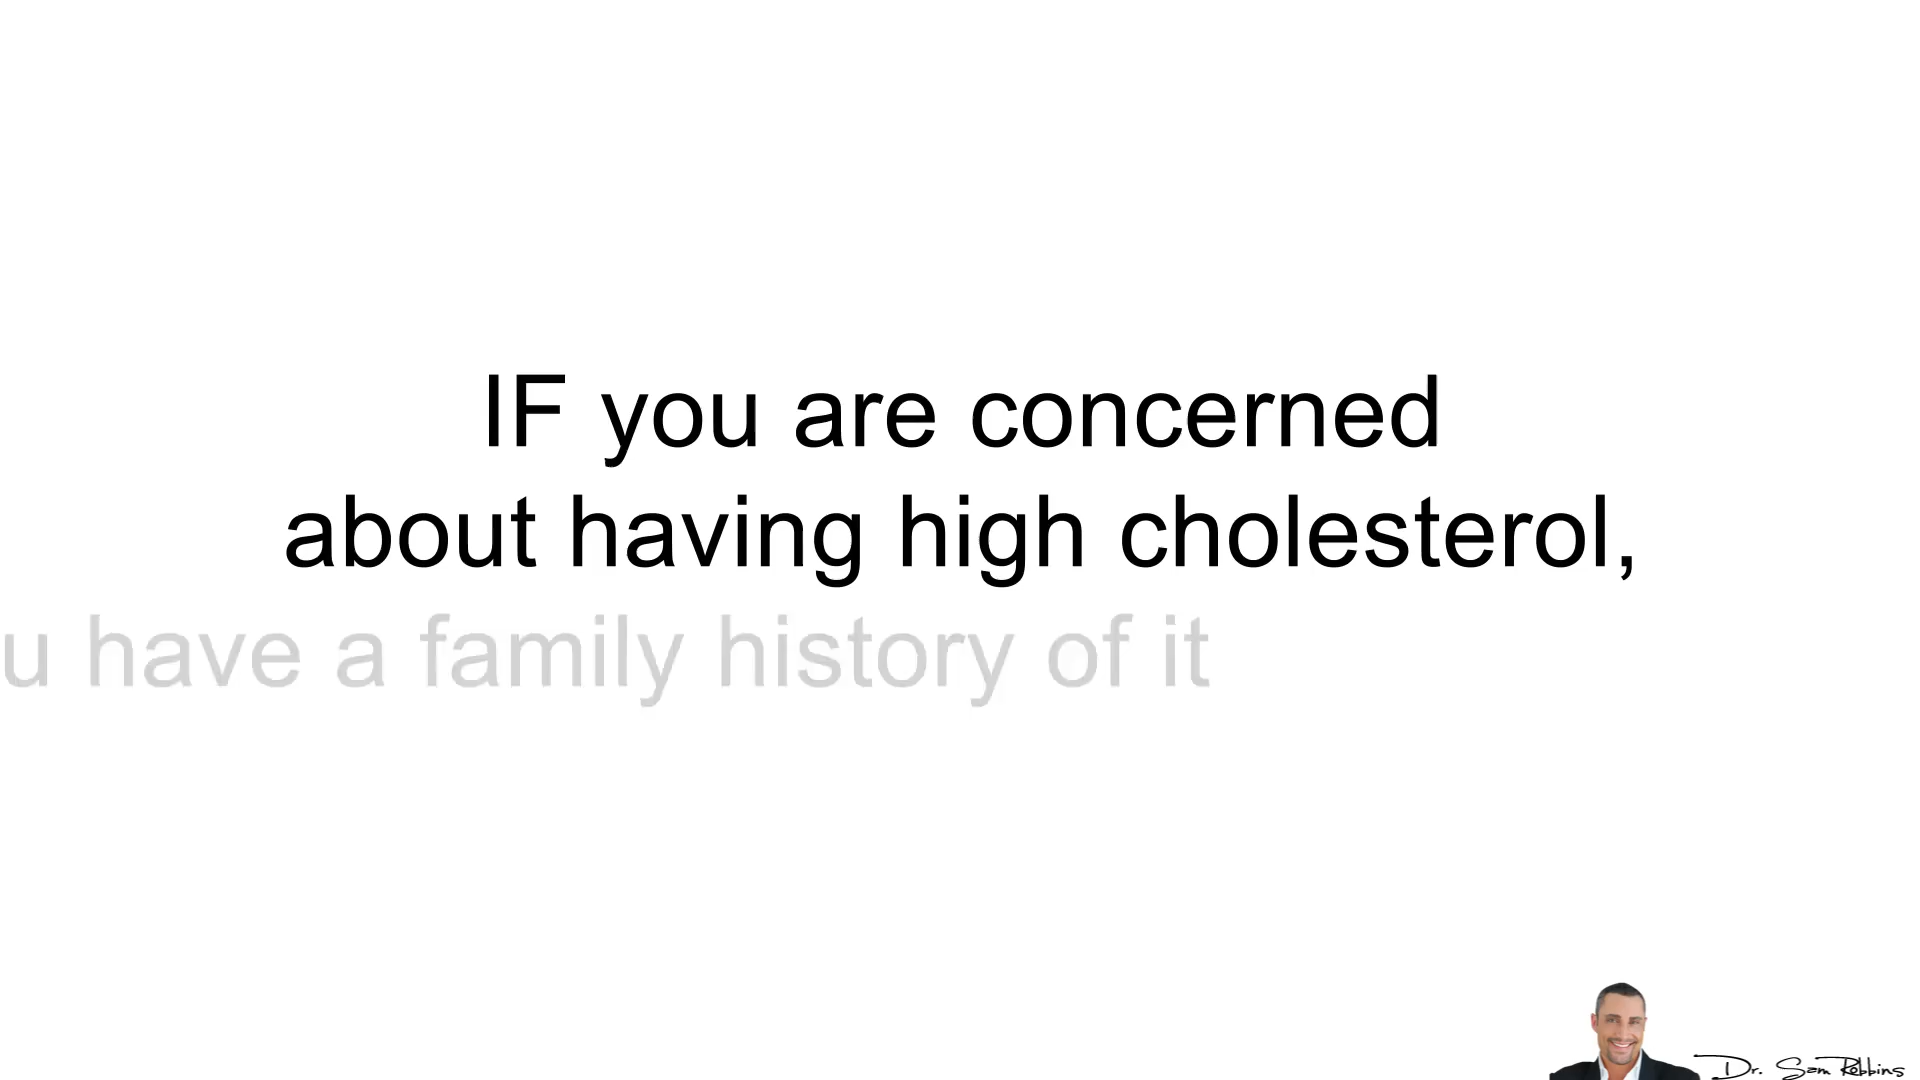 IF you are concerned
about having high cholesterol,
u have a family history of it
Dr. Sam Robbins